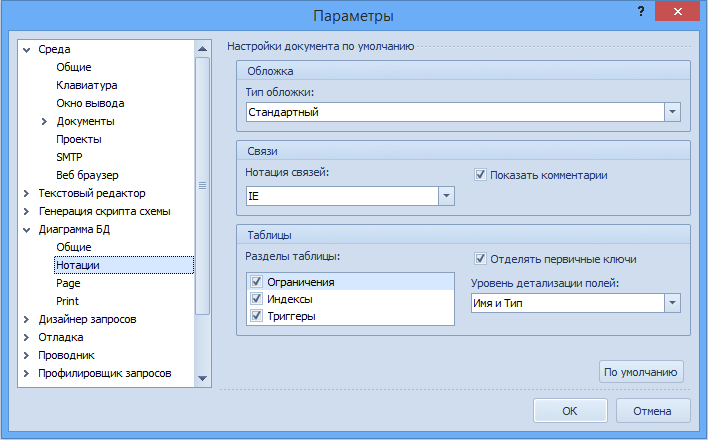 Параметры
?
Среда
Общие
Клавиатура
Окно вывода
Документы
Проекты
SMTP
Веб браузер
Текстовый редактор
Генерация скрипта схемы
Диаграмма БД
Общие
Нотации
Page
Print
Дизайнер запросов
Отладка
Проводник
Профилировщик запросов
Настройки документа по умолчанию
Обложка
Тип обложки:
Стандартный
Связи
Нотация связей:
IE
Показать комментарии
Таблицы
Разделы таблицы:
Ограничения
Индексы
Триггеры
Отделять первичные ключи
Уровень детализации полей:
Имя и Тип
По умолчанию
OK
Отмена